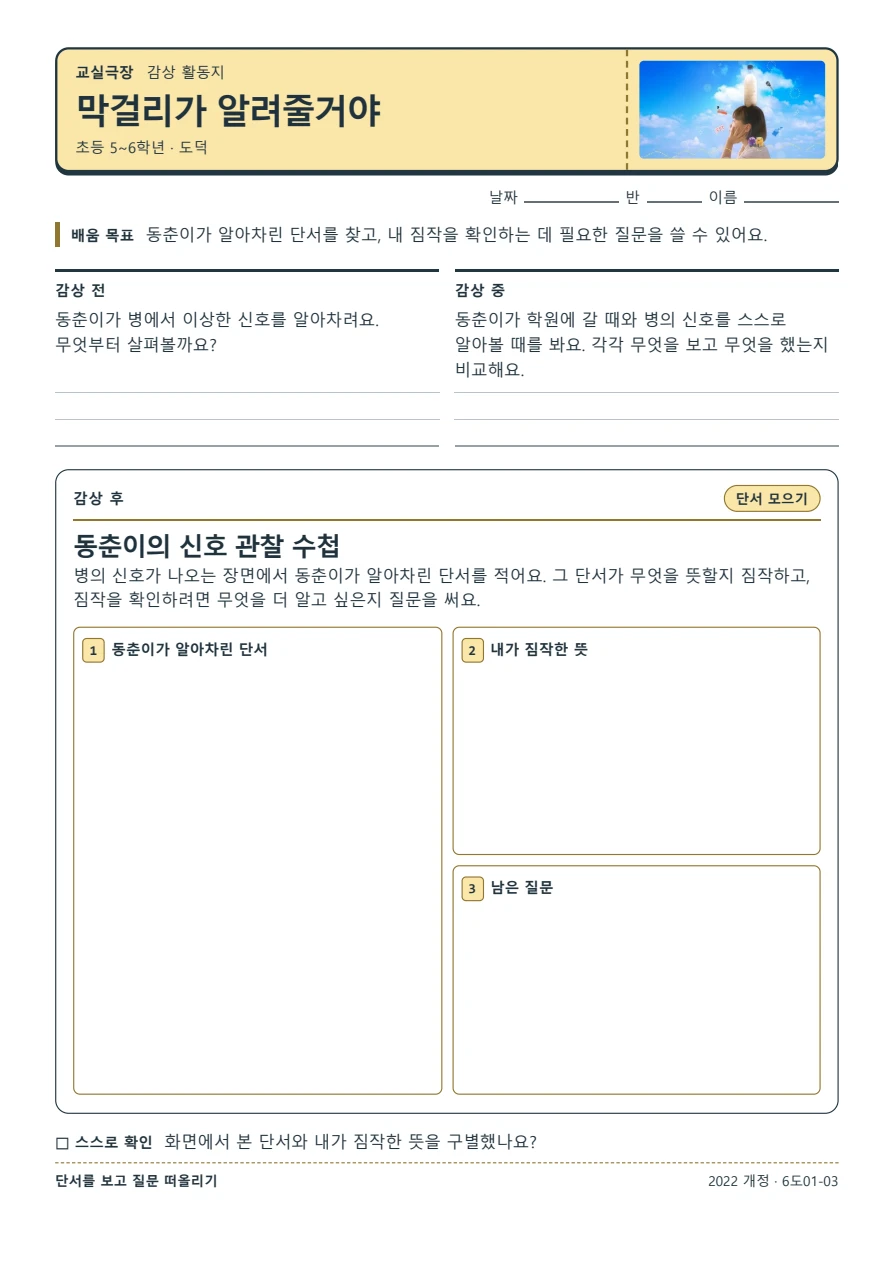 교실극장 감상 활동지
막걸리가 알려줄거야
초등 5~6학년 · 도덕
날짜 반 이름
배움 목표 동춘이가 알아차린 단서를 찾고, 내 짐작을 확인하는 데 필요한 질문을 쓸 수 있어요.
감상 전
동춘이가 병에서 이상한 신호를 알아차려요.
무엇부터 살펴볼까요?
감상 중
동춘이가 학원에 갈 때와 병의 신호를 스스로
알아볼 때를 봐요. 각각 무엇을 보고 무엇을 했는지
비교해요.
감상 후
단서 모으기
동춘이의 신호 관찰 수첩
병의 신호가 나오는 장면에서 동춘이가 알아차린 단서를 적어요. 그 단서가 무엇을 뜻할지 짐작하고,
짐작을 확인하려면 무엇을 더 알고 싶은지 질문을 써요.
1 동춘이가 알아차린 단서
2 내가 짐작한 뜻
3 남은 질문
□ 스스로 확인 화면에서 본 단서와 내가 짐작한 뜻을 구별했나요?
단서를 보고 질문 떠올리기
2022 개정 · 6도01-03